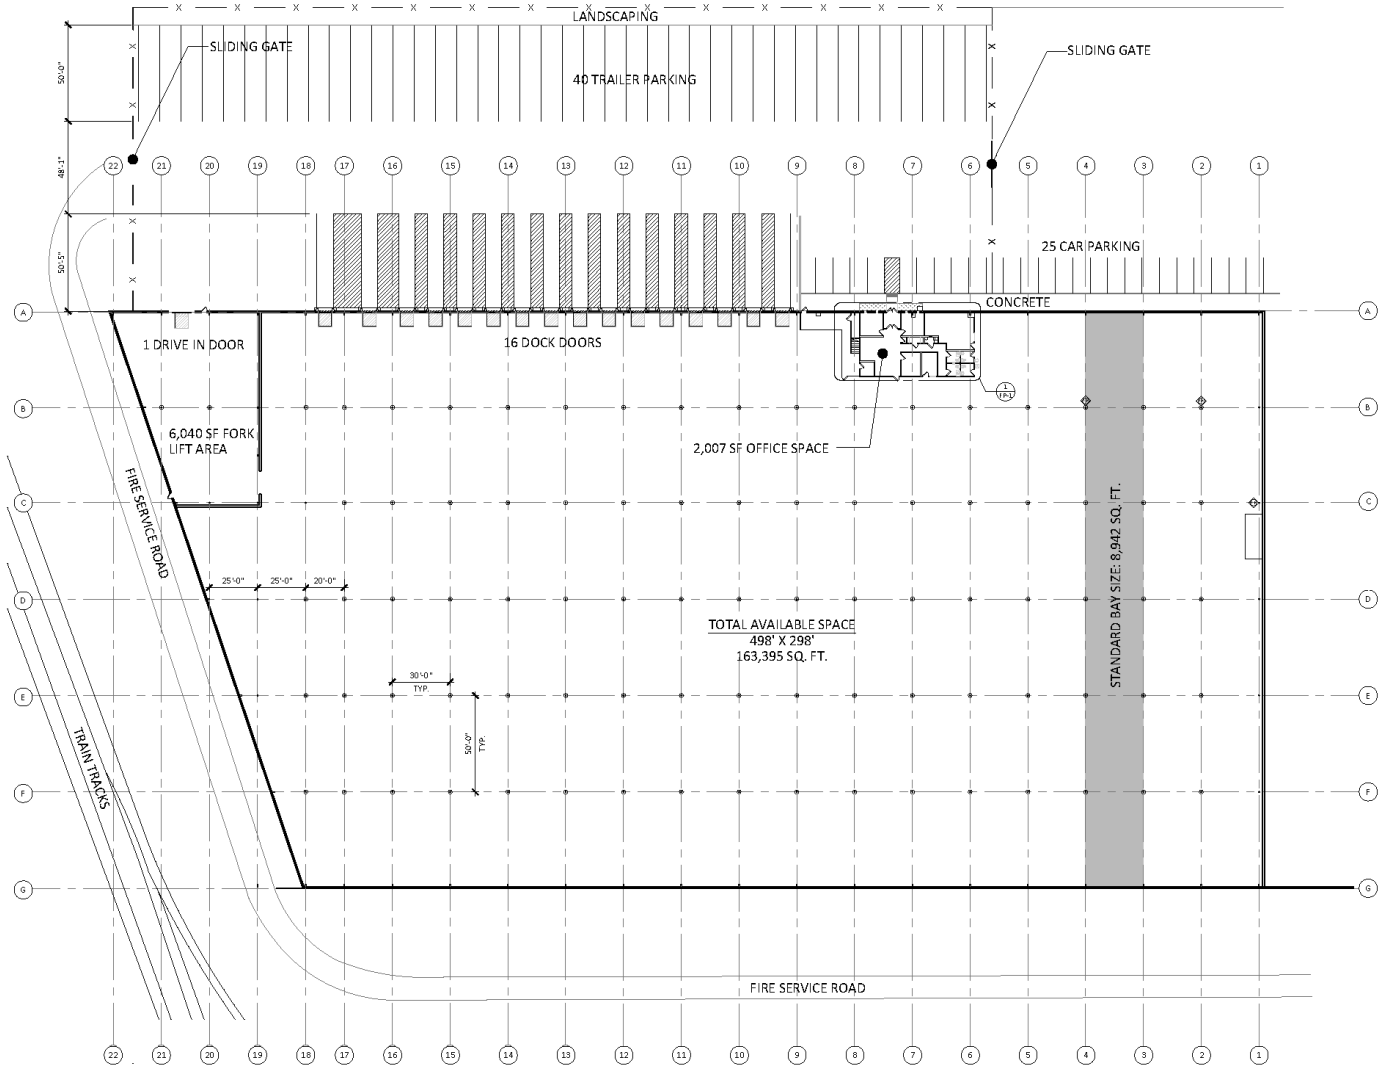 LANDSCAPING
SLIDING GATE
SLIDING GATE
50'-0"
40 TRAILER PARKING
48'-1"
22 21 20 19 18 17 16 15 14 13 12 11 10 9 8 7 6 5 4 3 2 1
50'-5"
25 CAR PARKING
CONCRETE
A A
1 DRIVE IN DOOR
16 DOCK DOORS
1
FP-1
B B
6,040 SF FORK
LIFT AREA
2,007 SF OFFICE SPACE
C C
FIRE SERVICE ROAD
STANDARD BAY SIZE: 8,942 SQ. FT.
25'-0" 25'-0" 20'-0"
D D
TOTAL AVAILABLE SPACE
498' X 298'
163,395 SQ. FT.
30'-0"
TYP.
E E
50'-0"
TYP.
TRAIN TRACKS
F F
G G
FIRE SERVICE ROAD
22 21 20 19 18 17 16 15 14 13 12 11 10 9 8 7 6 5 4 3 2 1